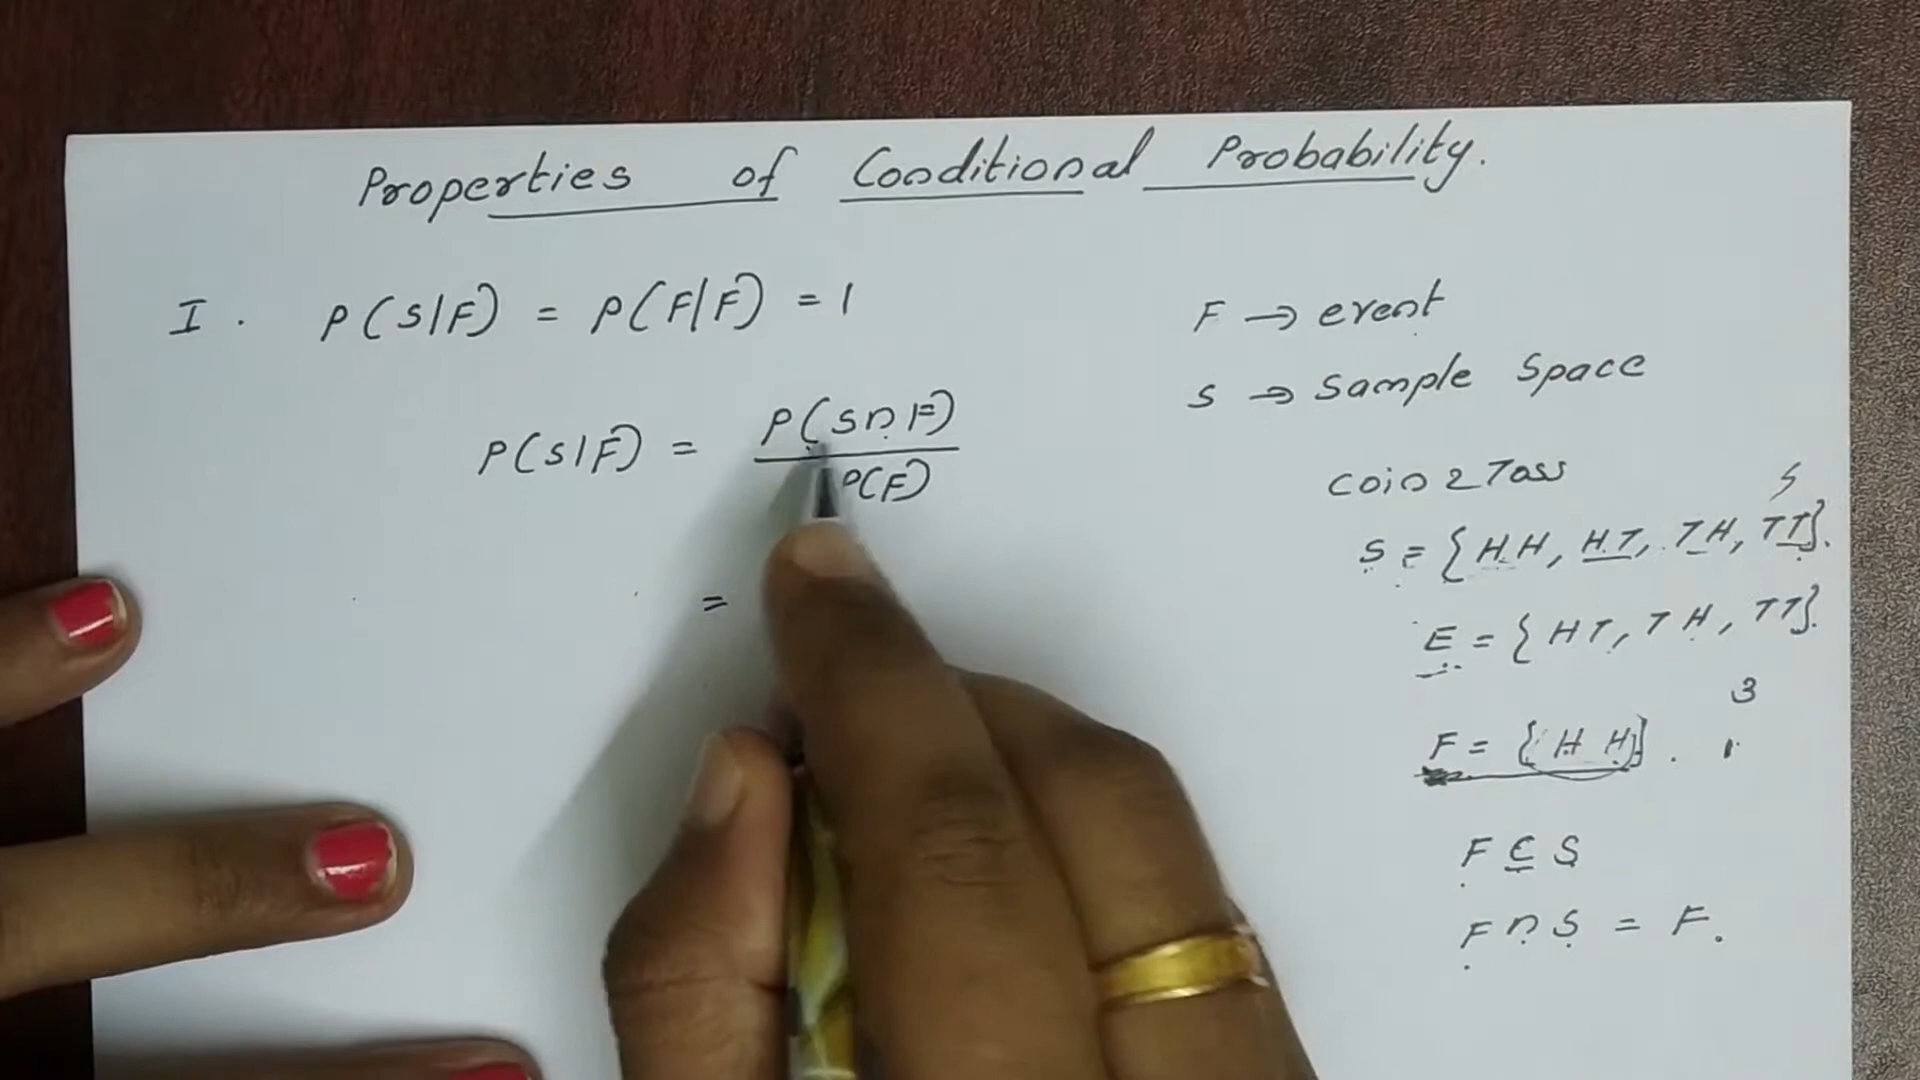 Properties of Conditional Probability.
I. P(S|F) = P(F|F) = 1
P(S|F) = P(S∩F)
P(F)
=
F → event
S → Sample Space
Coin 2 Toss
S
S = {HH, HT, TH, TT}.
E = {HT, TH, TT}.
3
F = {HH}. 1
F ⊆ S
F ∩ S = F.